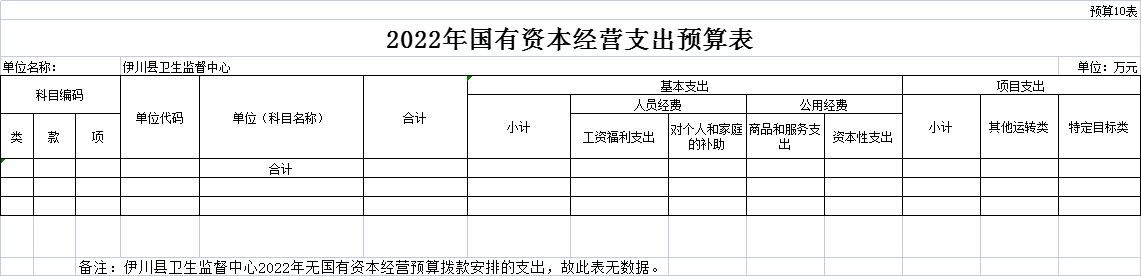 预算10表
2022年国有资本经营支出预算表
单位名称： 伊川县卫生监督中心 单位：万元
科目编码 单位代码 单位（科目名称） 合计 基本支出 项目支出
小计 人员经费 公用经费 小计 其他运转类 特定目标类
类 款 项 工资福利支出 对个人和家庭的补助 商品和服务支出 资本性支出
合计
备注：伊川县卫生监督中心2022年无国有资本经营预算拨款安排的支出，故此表无数据。